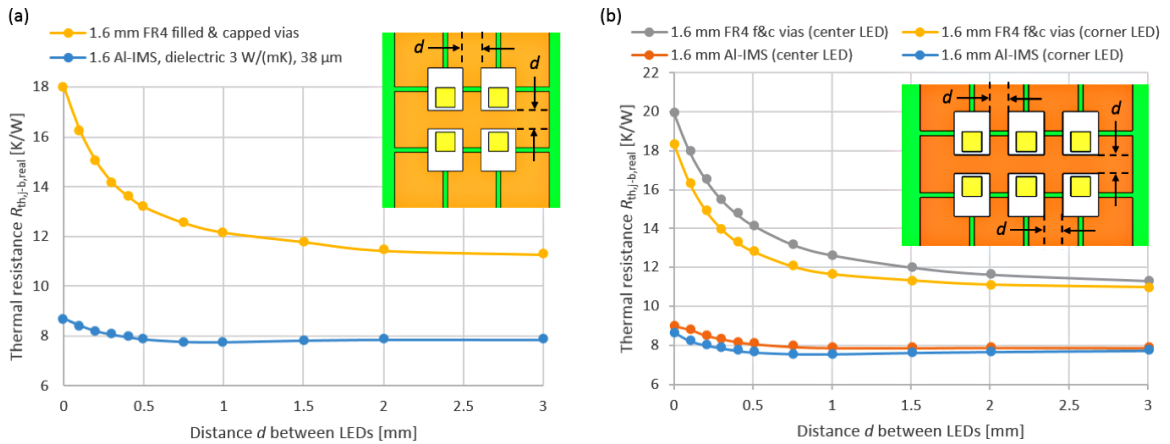 (a)
1.6 mm FR4 filled & capped vias
1.6 Al-IMS, dielectric 3 W/(mK), 38 µm
Thermal resistance Rth,j-b,real [K/W]
20
18
16
14
12
10
8
6
4
0
0.5
1
1.5
2
2.5
3
Distance d between LEDs [mm]
d
d
(b)
1.6 mm FR4 f&c vias (center LED)
1.6 mm FR4 f&c vias (corner LED)
1.6 mm Al-IMS (center LED)
1.6 mm Al-IMS (corner LED)
Thermal resistance Rth,j-b,real [K/W]
22
20
18
16
14
12
10
8
6
0
0.5
1
1.5
2
2.5
3
Distance d between LEDs [mm]
d
d
d